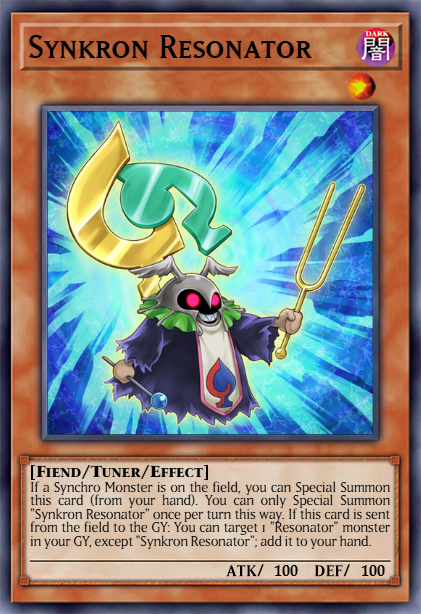 Synkron Resonator
DARK
闇
[Fiend/Tuner/Effect]
If a Synchro Monster is on the field, you can Special Summon
this card (from your hand). You can only Special Summon
"Synkron Resonator" once per turn this way. If this card is sent
from the field to the GY: You can target 1 "Resonator" monster
in your GY, except "Synkron Resonator"; add it to your hand.
ATK/ 100 DEF/ 100